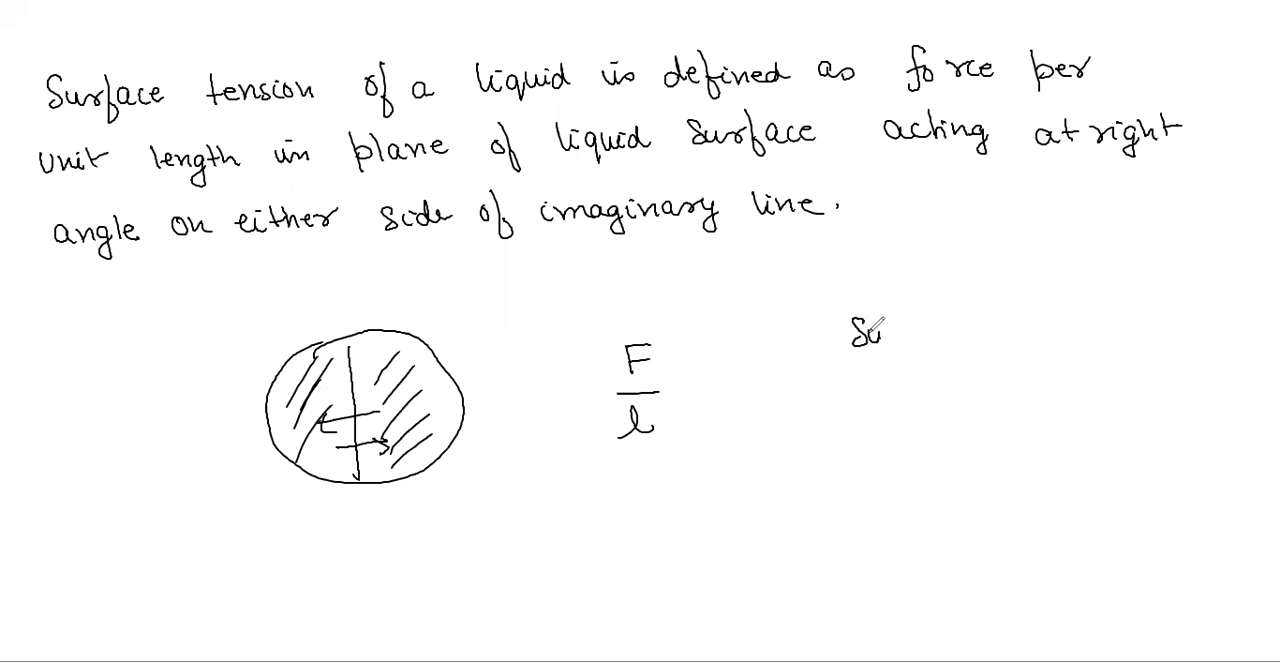 Surface tension of a liquid is defined as force per
unit length in plane of liquid surface acting at right
angle on either side of imaginary line.
Su
F
l